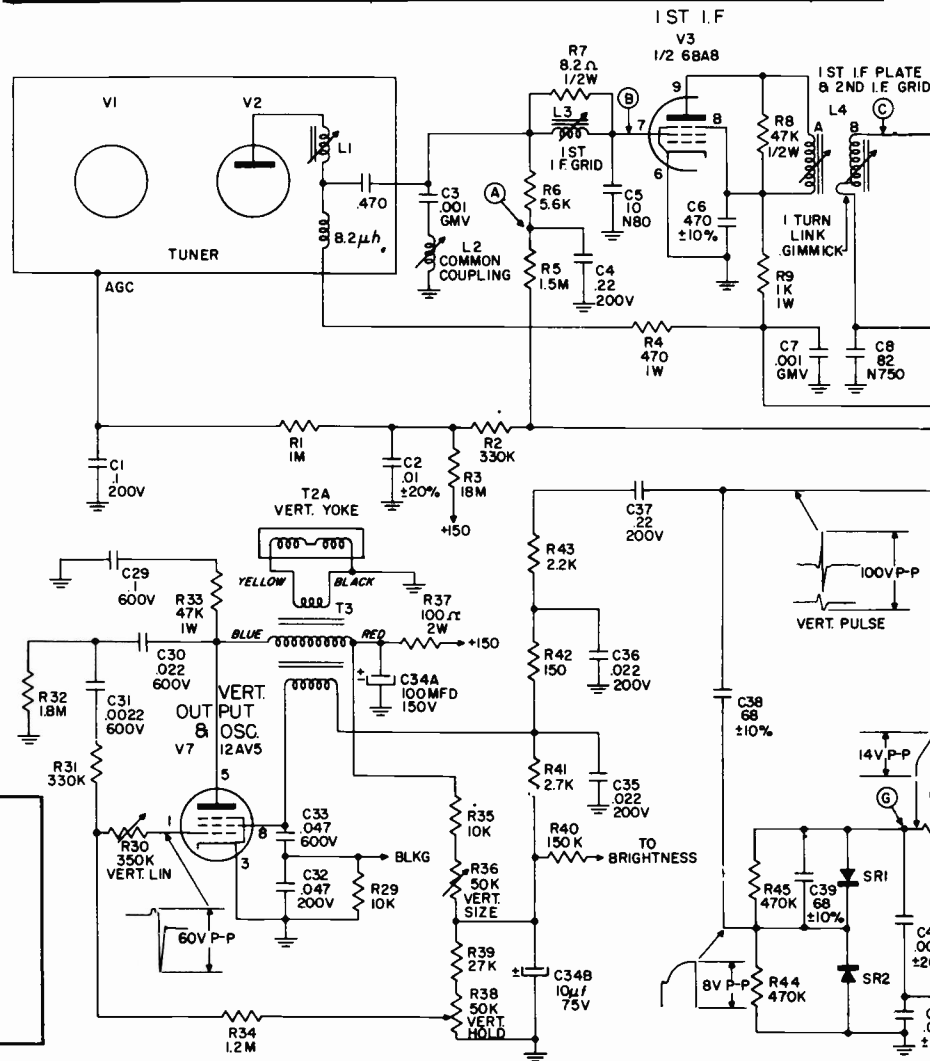 1 ST I.F
V3
1/2 6BA8
R7
8.2Ω
1/2W
B
9
8
7
6
L3
1 ST
I F. GRID
R8
47K
1/2W
1 ST I.F PLATE
& 2ND I.F. GRID
L4
C
A
B
V1
V2
L1
.470
8.2µh.
TUNER
AGC
C3
.001
GMV
L2
COMMON
COUPLING
A
R6
5.6K
C5
10
N80
C6
470
±10%
1 TURN
LINK
GIMMICK
R5
1.5M
C4
.22
200V
R9
1K
1W
R4
470
1W
C7
.001
GMV
C8
82
N750
R1
1M
R2
330K
C1
.1
200V
C2
.01
±20%
R3
18M
+150
T2A
VERT. YOKE
C37
.22
200V
R43
2.2K
100V P-P
VERT. PULSE
C29
.1
600V
R33
47K
1W
YELLOW
BLACK
T3
R37
100Ω
2W
+150
BLUE
RED
C30
.022
600V
R32
1.8M
C31
.0022
600V
C34A
100MFD
150V
±
R42
150
C36
.022
200V
C38
68
±10%
VERT.
OUTPUT
& OSC.
V7
12AV5
R31
330K
5
1
8
3
R41
2.7K
C35
.022
200V
14V P-P
G
R30
350K
VERT. LIN
C33
.047
600V
R35
10K
R40
150K
TO
BRIGHTNESS
BLKG
C32
.047
200V
R29
10K
R36
50K
VERT.
SIZE
R45
470K
C39
68
±10%
SR1
60V P-P
R39
27K
R38
50K
VERT.
HOLD
±
C34B
10µf
75V
8V P-P
R44
470K
SR2
R34
1.2M